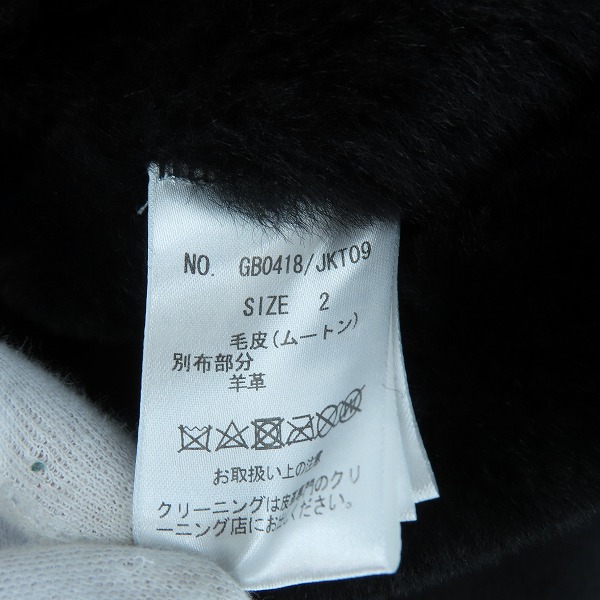 NO. GB0418/JKT09
SIZE 2
毛皮(ムートン)
別布部分
羊革
お取扱い上の注意
クリーニングは皮革専門のクリ
ーニング店にお出しください。